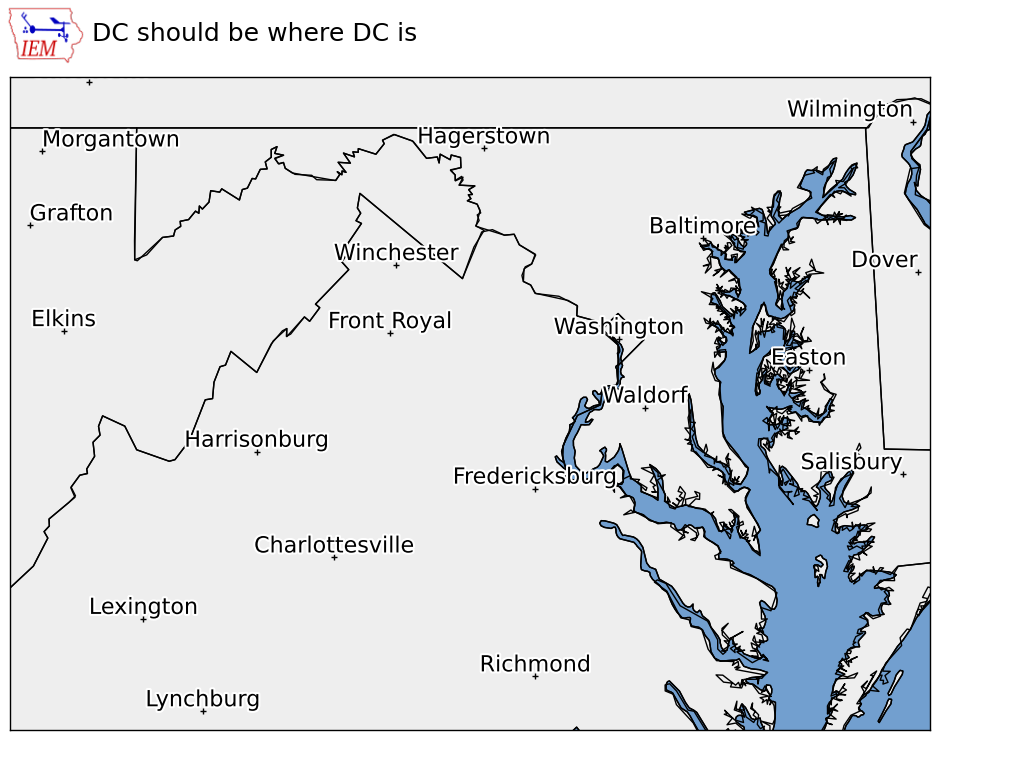 IEM
DC should be where DC is
Wilmington
Morgantown
Hagerstown
Grafton
Baltimore
Winchester
Dover
Elkins
Front Royal
Washington
Easton
Waldorf
Harrisonburg
Salisbury
Fredericksburg
Charlottesville
Lexington
Richmond
Lynchburg